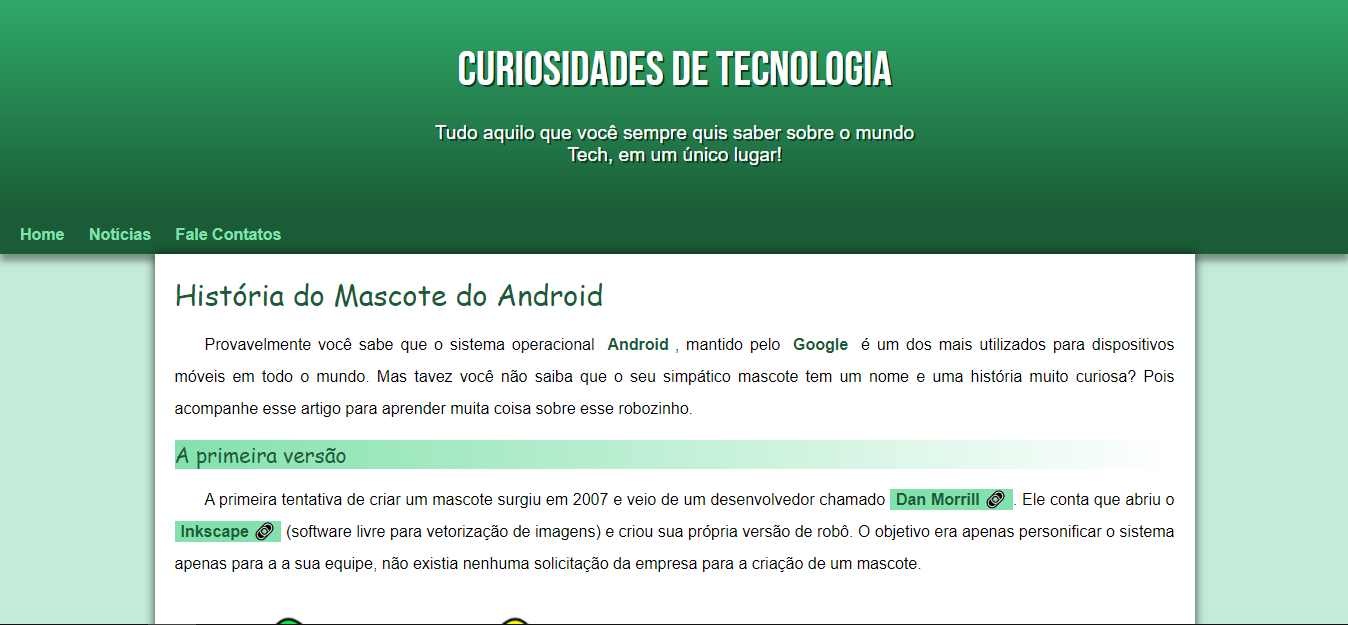 CURIOSIDADES DE TECNOLOGIA
Tudo aquilo que você sempre quis saber sobre o mundo
Tech, em um único lugar!
Home Notícias Fale Contatos
História do Mascote do Android
Provavelmente você sabe que o sistema operacional Android , mantido pelo Google é um dos mais utilizados para dispositivos
móveis em todo o mundo. Mas tavez você não saiba que o seu simpático mascote tem um nome e uma história muito curiosa? Pois
acompanhe esse artigo para aprender muita coisa sobre esse robozinho.
A primeira versão
A primeira tentativa de criar um mascote surgiu em 2007 e veio de um desenvolvedor chamado Dan Morrill . Ele conta que abriu o
Inkscape (software livre para vetorização de imagens) e criou sua própria versão de robô. O objetivo era apenas personificar o sistema
apenas para a a sua equipe, não existia nenhuma solicitação da empresa para a criação de um mascote.